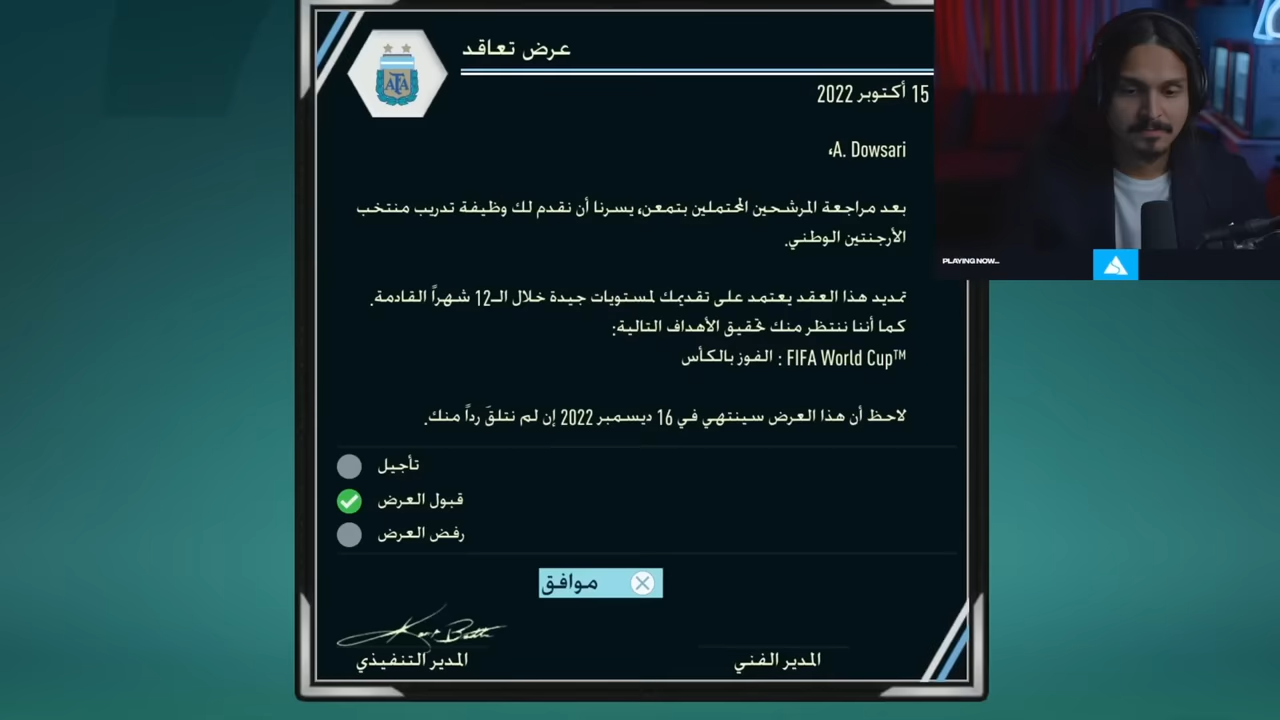 عرض تعاقد
15 أكتوبر 2022
A. Dowsari،
بعد مراجعة المرشحين المحتملين بتمعن، يسرنا أن نقدم لك وظيفة تدريب منتخب
الأرجنتين الوطني.
تمديد هذا العقد يعتمد على تقديمك لمستويات جيدة خلال الـ12 شهراً القادمة.
كما أننا ننتظر منك تحقيق الأهداف التالية:
FIFA World Cup™ : الفوز بالكأس
لاحظ أن هذا العرض سينتهي في 16 ديسمبر 2022 إن لم نتلقَ رداً منك.
تأجيل
قبول العرض
رفض العرض
موافق
المدير الفني
المدير التنفيذي
PLAYING NOW...